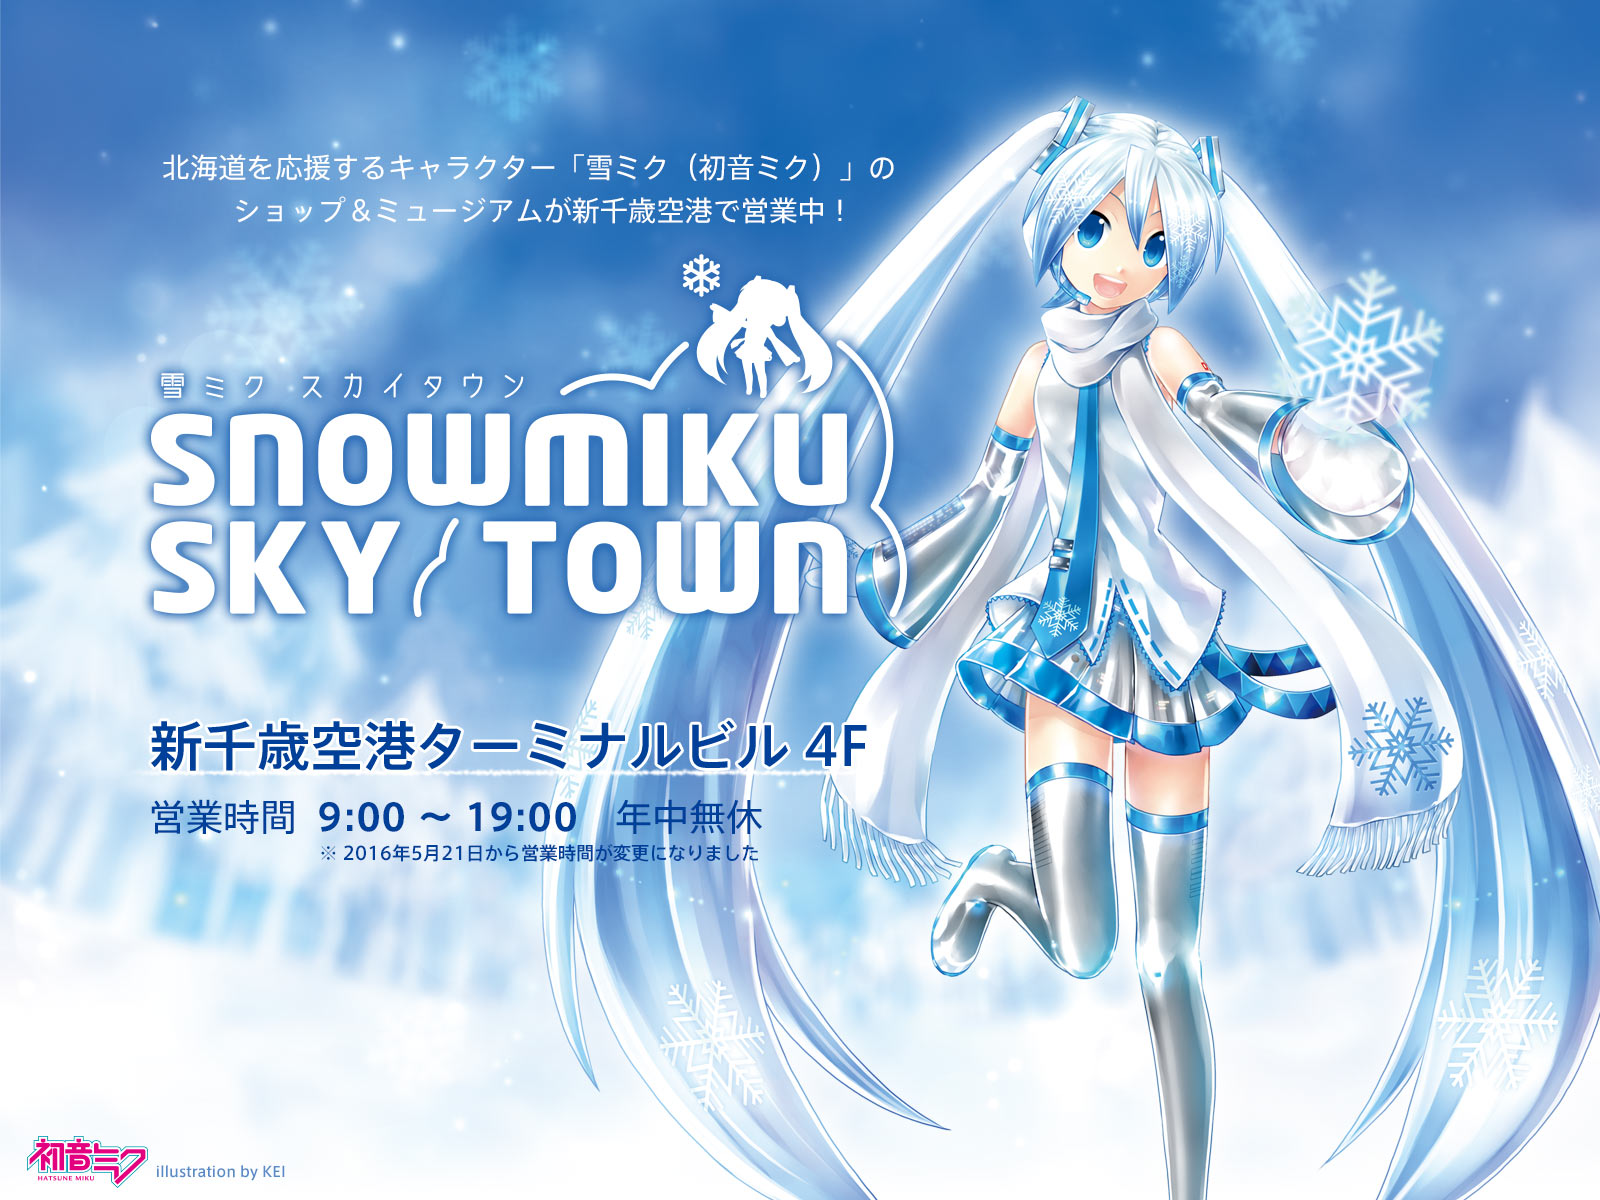 北海道を応援するキャラクター「雪ミク（初音ミク）」の
ショップ＆ミュージアムが新千歳空港で営業中！
雪ミク スカイタウン
SNOWMIKU
SKY TOWN
新千歳空港ターミナルビル 4F
営業時間 9:00 ～ 19:00 年中無休
※ 2016年5月21日から営業時間が変更になりました
初音ミク
HATSUNE MIKU
illustration by KEI